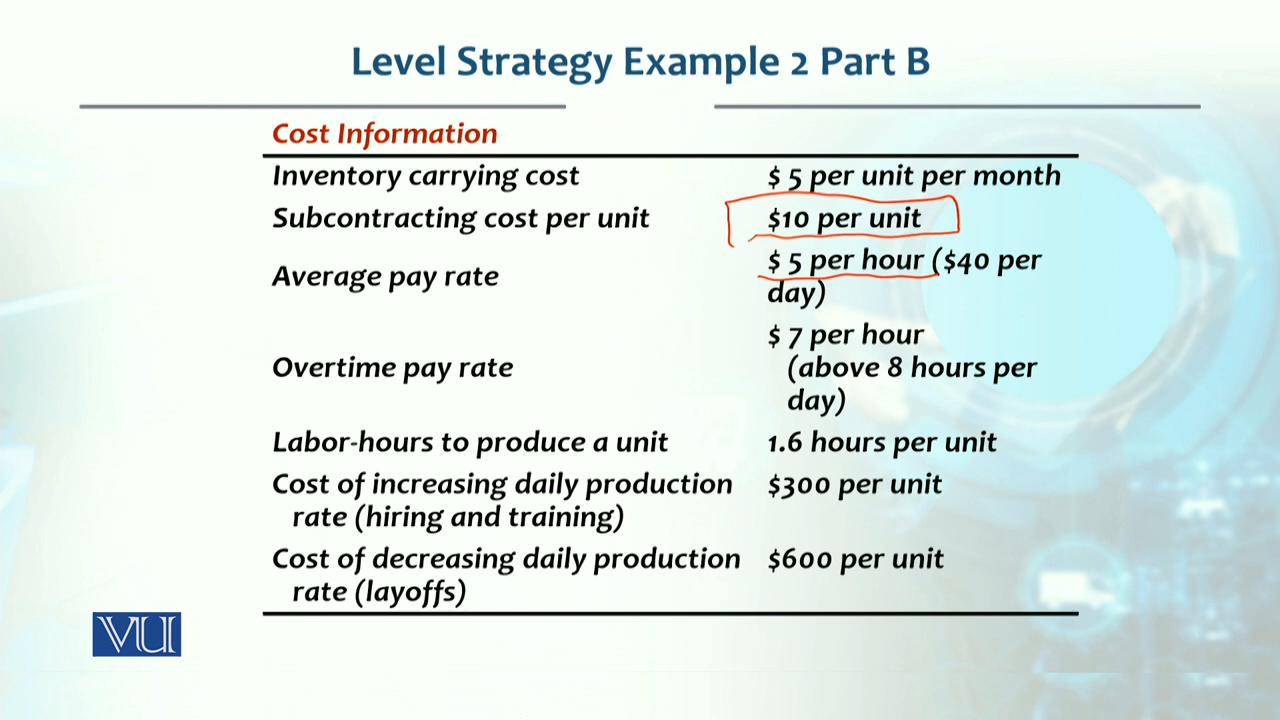 Level Strategy Example 2 Part B
Cost Information
Inventory carrying cost $ 5 per unit per month
Subcontracting cost per unit $10 per unit
Average pay rate $ 5 per hour ($40 per
day)
Overtime pay rate $ 7 per hour
(above 8 hours per
day)
Labor-hours to produce a unit 1.6 hours per unit
Cost of increasing daily production $300 per unit
rate (hiring and training)
Cost of decreasing daily production $600 per unit
rate (layoffs)
VU